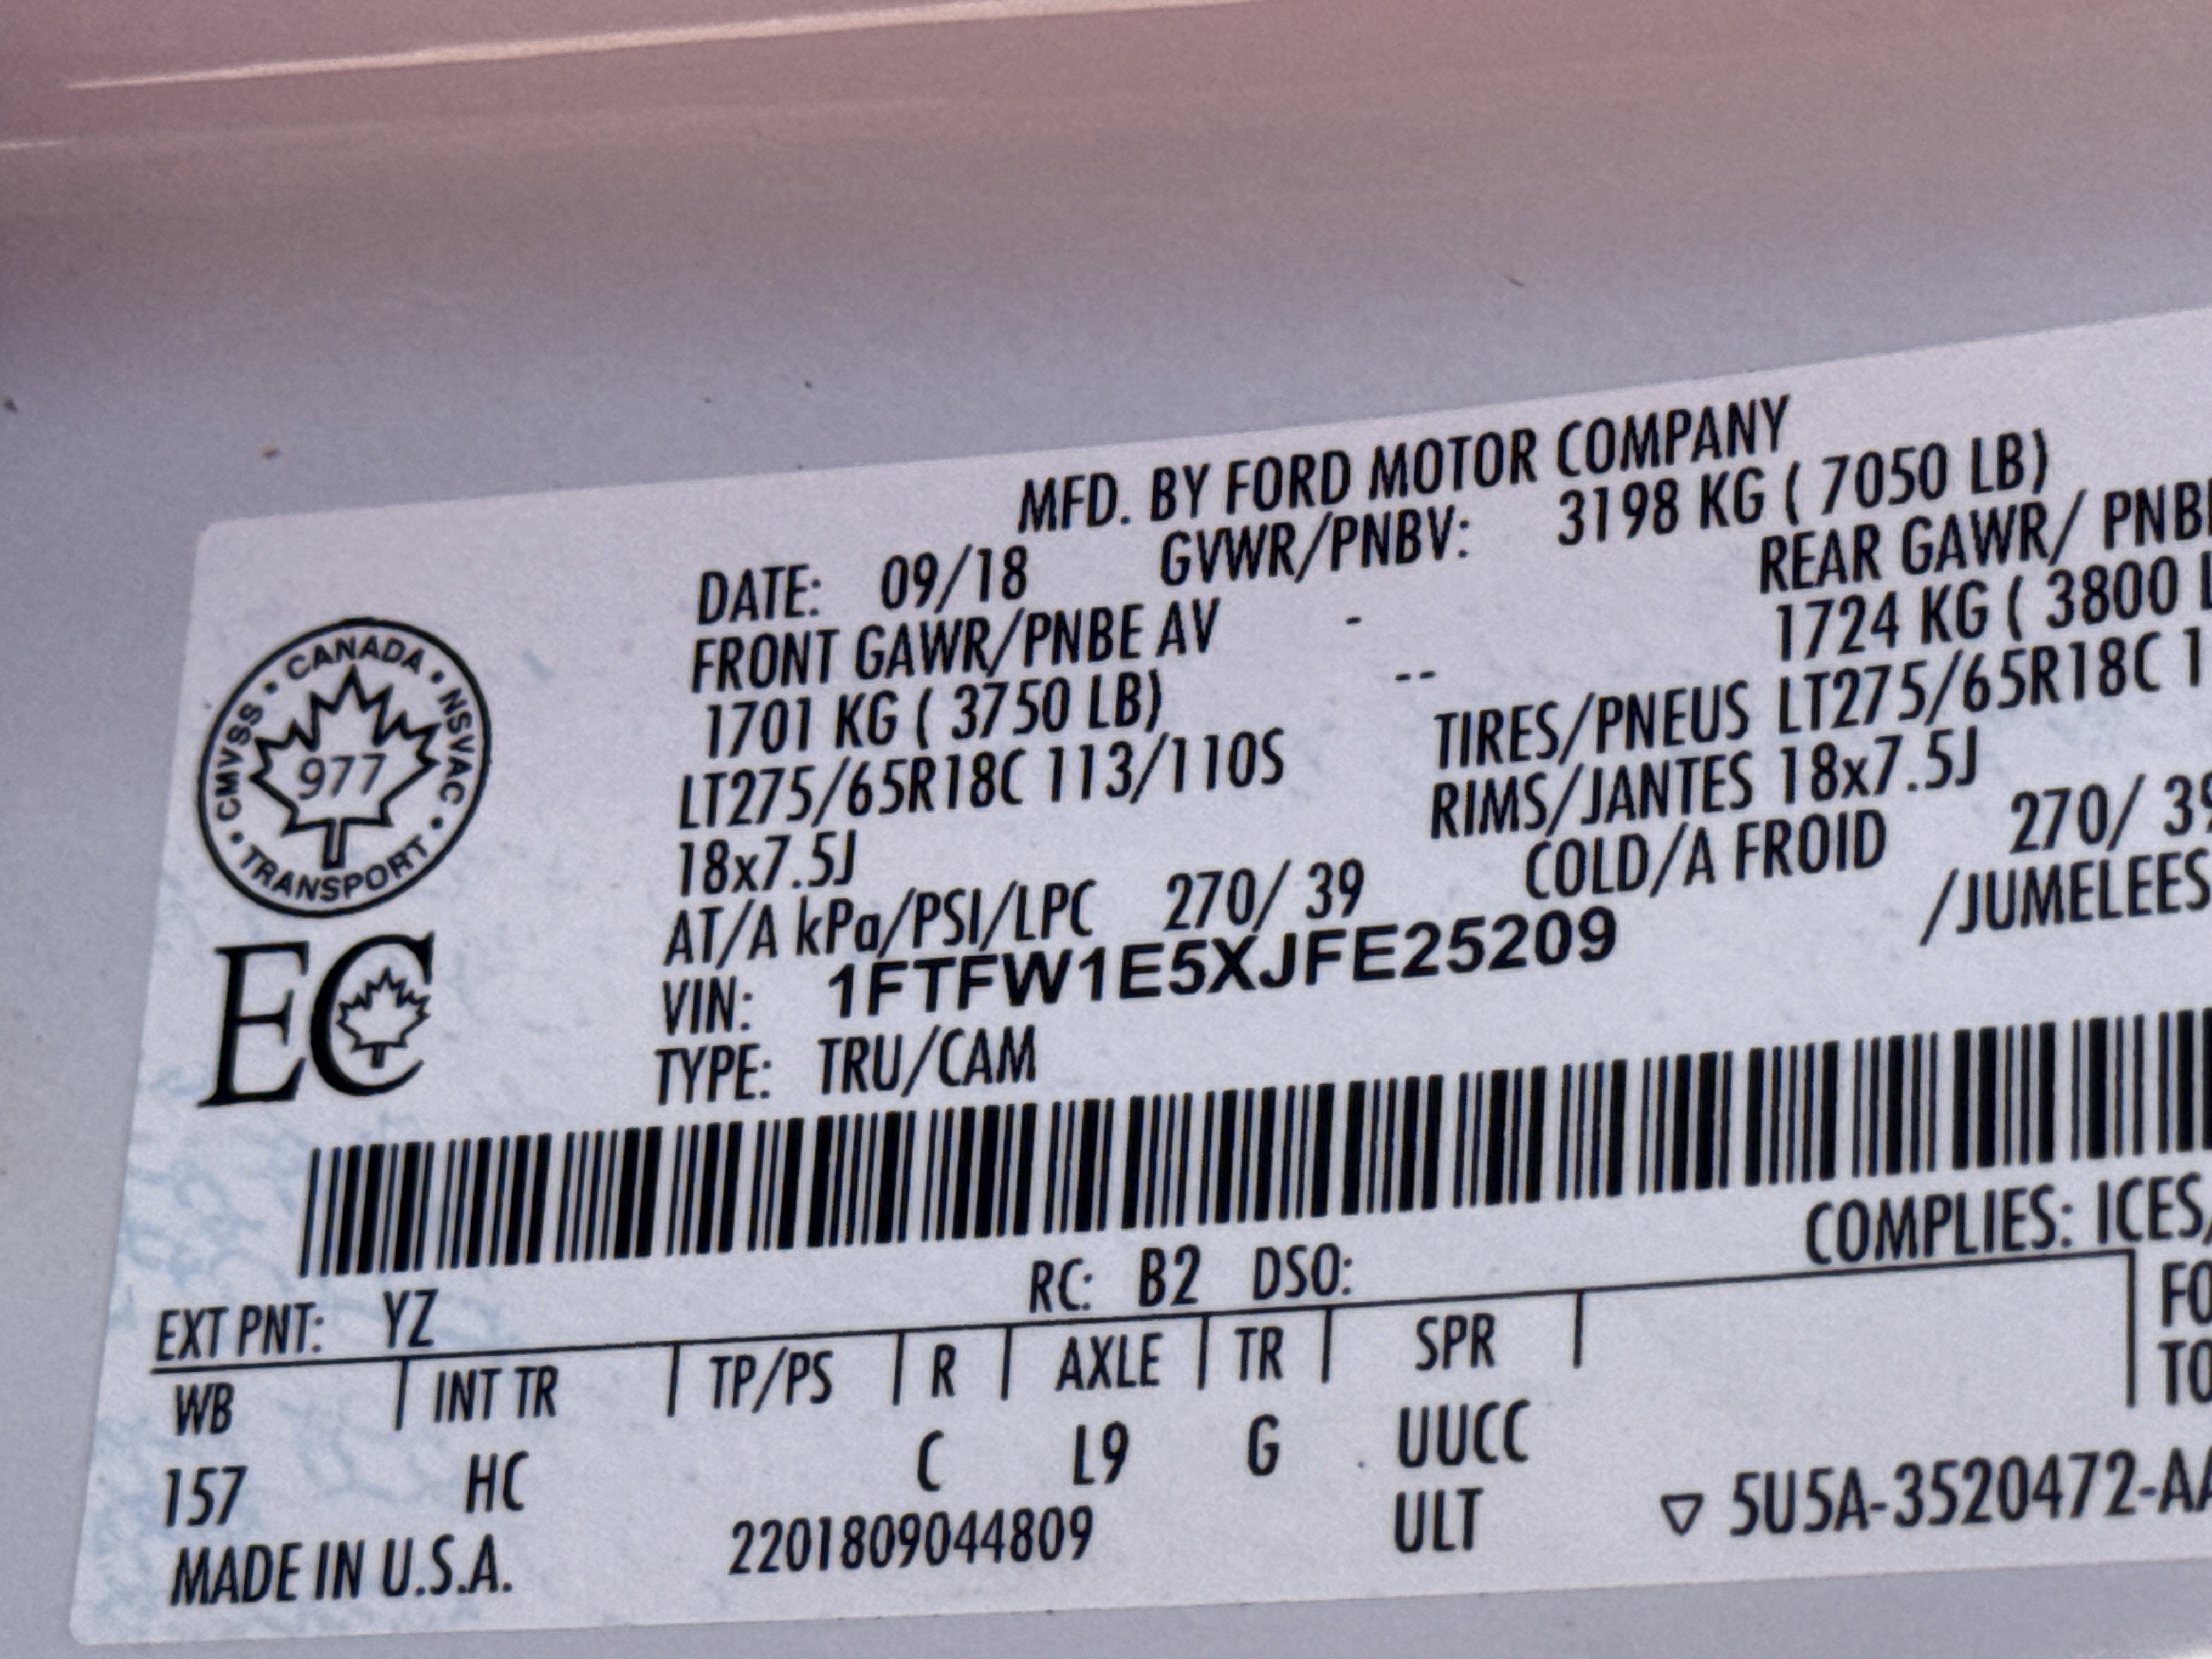 MFD. BY FORD MOTOR COMPANY
DATE: 09/18 GVWR/PNBV: 3198 KG ( 7050 LB)
FRONT GAWR/PNBE AV - REAR GAWR/
1701 KG ( 3750 LB) -- 1724 KG ( 3800
LT275/65R18C 113/110S TIRES/PNEUS LT275/65R18C
18x7.5J RIMS/JANTES 18x7.5J
AT/A kPa/PSI/LPC 270/ 39 COLD/A FROID 270/
VIN: 1FTFW1E5XJFE25209 /JUMELEES
TYPE: TRU/CAM
CANADA • NSVAC • TRANSPORT • CMVSS •
977
EC
COMPLIES: ICES/
EXT PNT: YZ RC: B2 DSO:
WB INT TR TP/PS R AXLE TR SPR
157 HC C L9 G . UUCC
MADE IN U.S.A. 2201809044809 ULT ▽ 5U5A-3520472-